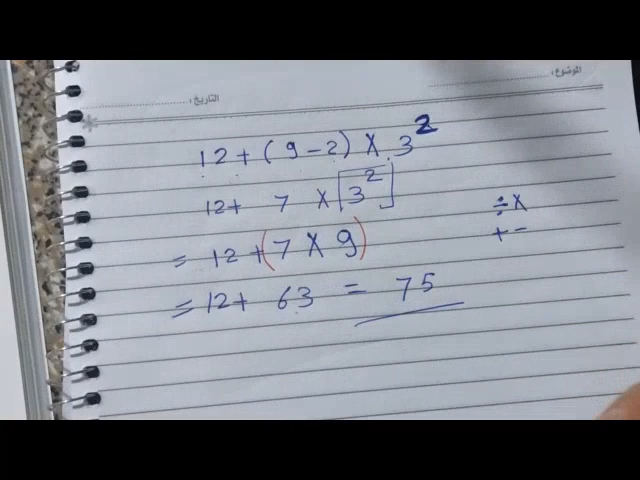 الموضوع:
التاريخ:
12 + (9 - 2) X 3²
12 + 7 X [3²]
= 12 + (7 X 9)
= 12 + 63 = 75
÷ X
+ -